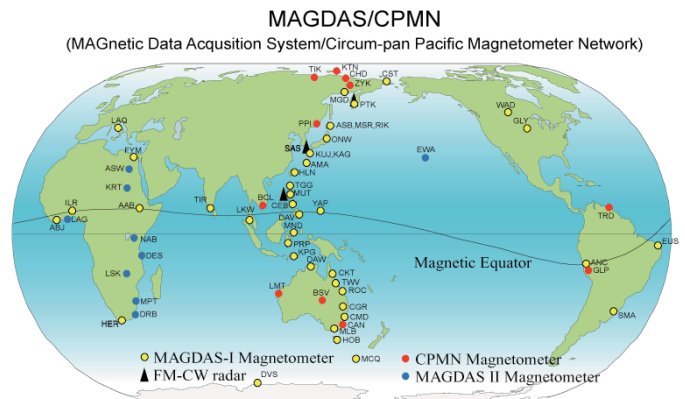 MAGDAS/CPMN
(MAGnetic Data Acqusition System/Circum-pan Pacific Magnetometer Network)
KTN
TIK
CHD
CST
ZYK
MGD
PTK
WAD
LAQ
PPI
ASB,MSR,RIK
GLY
ONW
SAS
KUJ,KAG
EWA
FYM
AMA
ASW
HLN
KRT
TGG
MUT
TIR
BCL
CEB
YAP
ILR
AAB
LKW
TRD
LAG
DAV
ABJ
MND
NAB
PRP
EUS
DES
KPG
Magnetic Equator
ANC
DAW
GLP
LSK
CKT
TWV
LMT
BSV
ROC
MPT
CGR
DRB
CMD
SMA
HER
CAN
MLB
HOB
MAGDAS-I Magnetometer
MCQ
CPMN Magnetometer
FM-CW radar
DVS
MAGDAS II Magnetometer